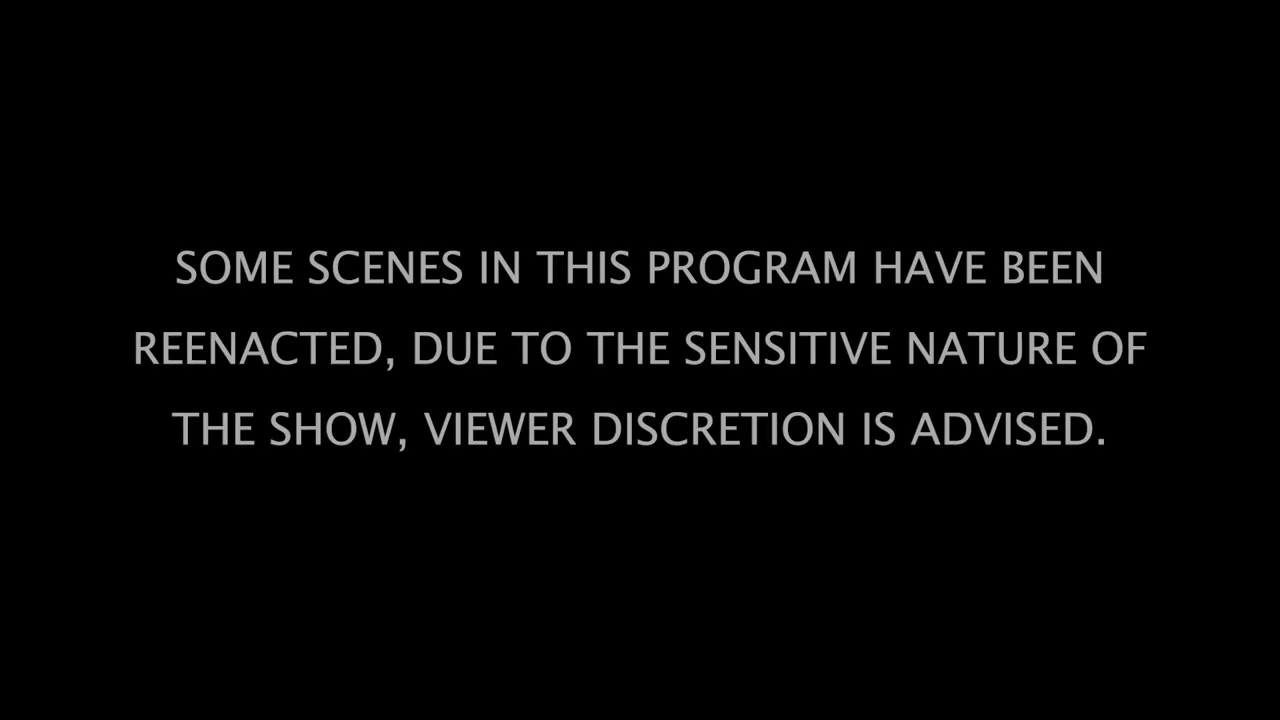 SOME SCENES IN THIS PROGRAM HAVE BEEN
REENACTED, DUE TO THE SENSITIVE NATURE OF
THE SHOW, VIEWER DISCRETION IS ADVISED.